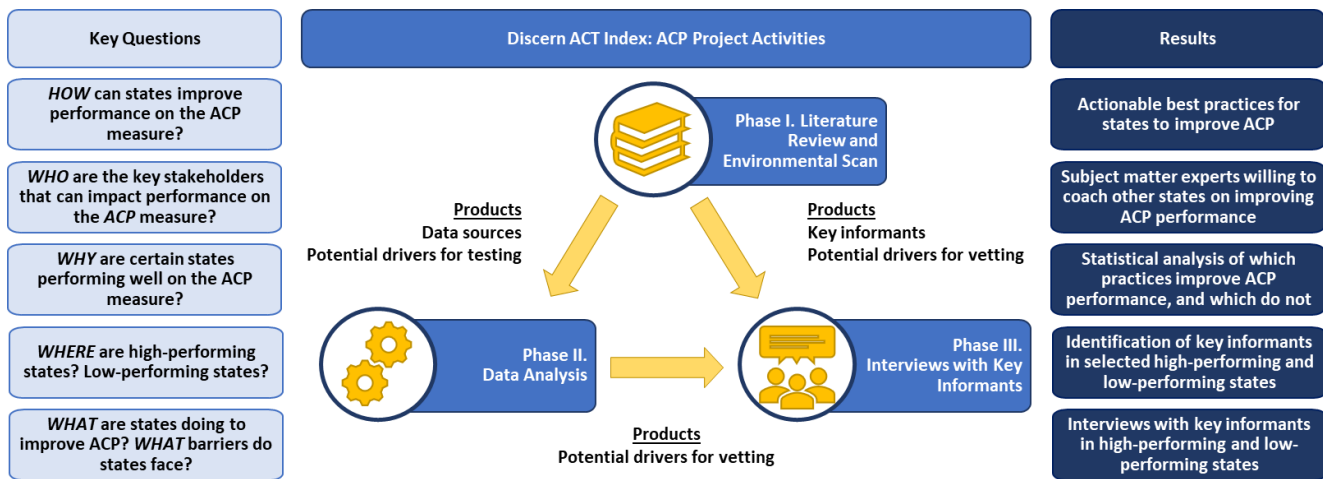 Key Questions
HOW can states improve
performance on the ACP
measure?
WHO are the key stakeholders
that can impact performance on
the ACP measure?
WHY are certain states
performing well on the ACP
measure?
WHERE are high-performing
states? Low-performing states?
WHAT are states doing to
improve ACP? WHAT barriers do
states face?
Discern ACT Index: ACP Project Activities
Phase I. Literature
Review and
Environmental Scan
Products
Data sources
Potential drivers for testing
Products
Key informants
Potential drivers for vetting
Phase II.
Data Analysis
Phase III.
Interviews with Key
Informants
Products
Potential drivers for vetting
Results
Actionable best practices for
states to improve ACP
Subject matter experts willing to
coach other states on improving
ACP performance
Statistical analysis of which
practices improve ACP
performance, and which do not
Identification of key informants
in selected high-performing and
low-performing states
Interviews with key informants
in high-performing and low-
performing states